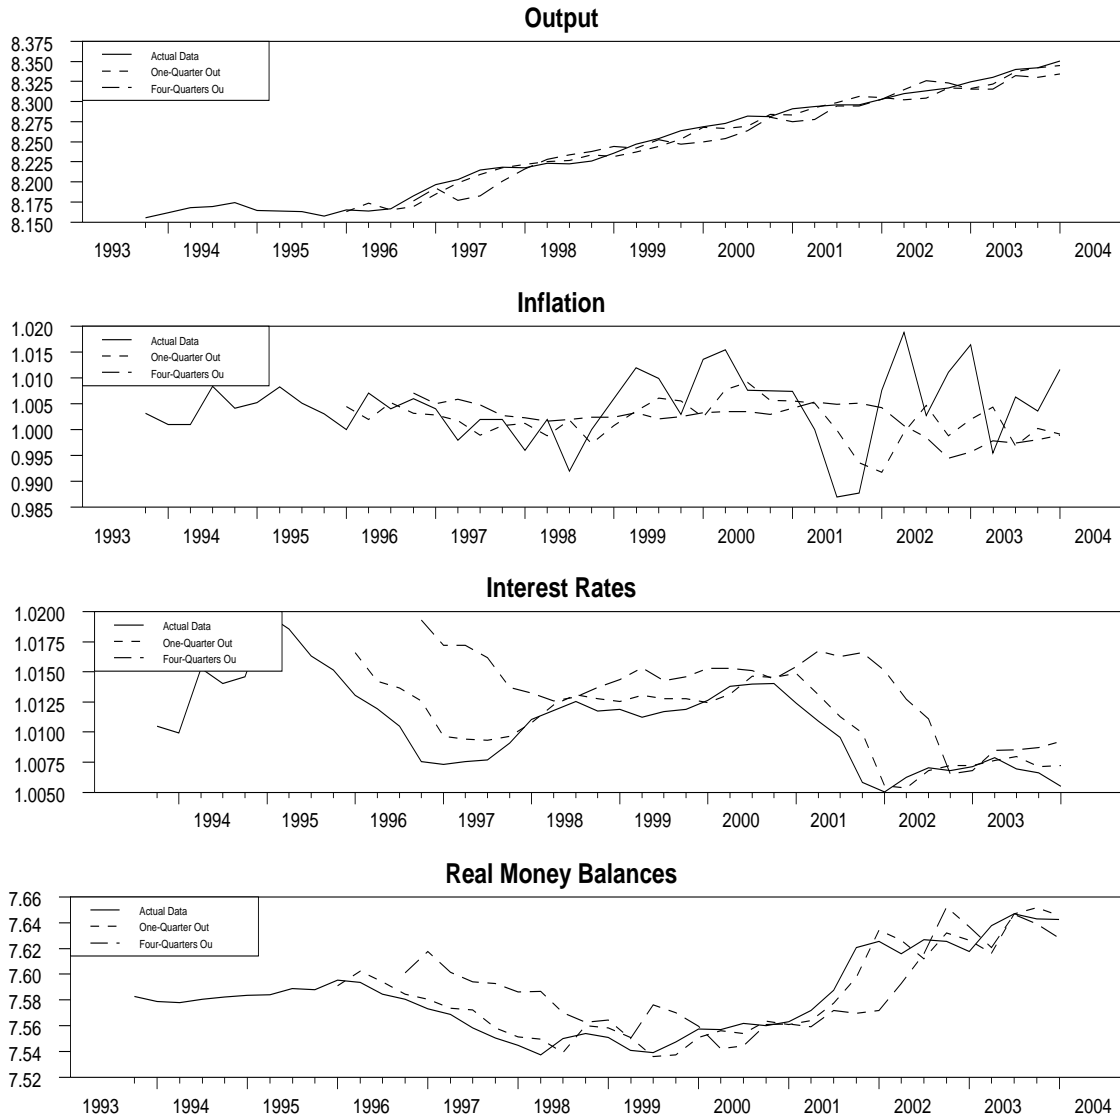 Output
8.375
8.350
8.325
8.300
8.250
8.225
8.200
8.175
8.150
Actual Data
One-Quarter Out
Four-Quarters Ou
1993 1994 1995 1996 1997 1998 1999 2000 2001 2002 2003 2004
Inflation
1.020
1.015
1.010
1.005
1.000
0.995
0.990
0.985
Actual Data
One-Quarter Out
Four-Quarters Ou
1993 1994 1995 1996 1997 1998 1999 2000 2001 2002 2003 2004
Interest Rates
1.0200
1.0175
1.0150
1.0125
1.0100
1.0075
1.0050
Actual Data
One-Quarter Out
Four-Quarters Ou
1994 1995 1996 1997 1998 1999 2000 2001 2002 2003
Real Money Balances
7.66
7.64
7.62
7.60
7.58
7.56
7.54
7.52
Actual Data
One-Quarter Out
Four-Quarters Ou
1993 1994 1995 1996 1997 1998 1999 2000 2001 2002 2003 2004